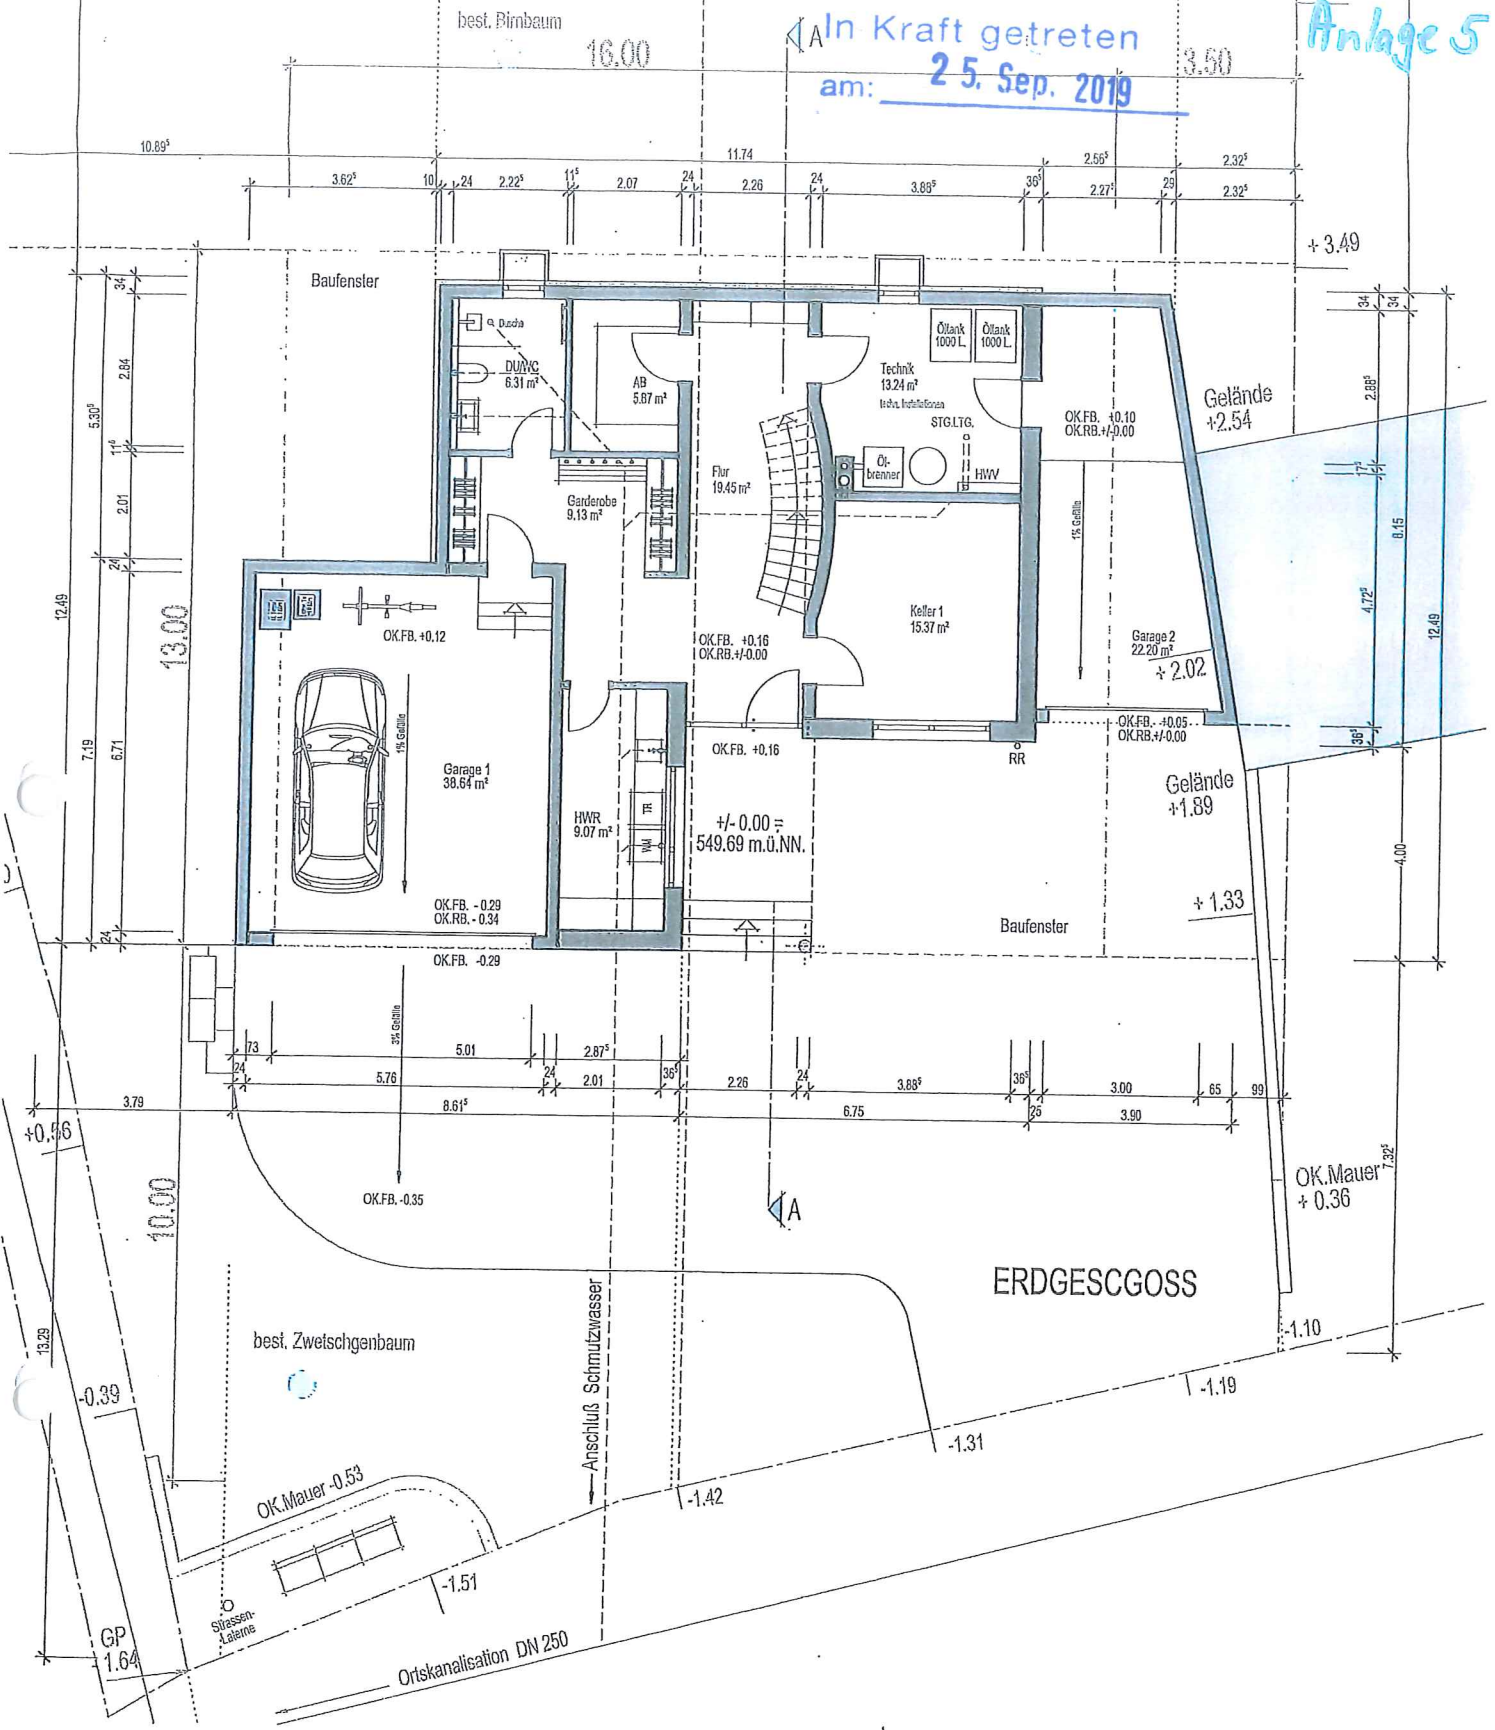 best. Birnbaum
A
In Kraft getreten
am: 25. Sep. 2019
Anlage 5
16.00
3.50
10.89⁵
11.74
2.56⁵
2.32⁵
3.62⁵
10
24
2.22⁵
11⁵
2.07
24
2.26
24
3.88⁵
36⁵
2.27⁵
29
2.32⁵
+ 3.49
Baufenster
34
2.84
5.30⁵
11⁵
2.01
24
12.49
13.00
7.19
6.71
24
Dusche
DU/WC
6.31 m²
AB
5.87 m²
Öltank
1000 L.
Öltank
1000 L.
Technik
13.24 m²
techn. Installationen
STG.LTG.
Öl-
brenner
HWV
OK.FB. +0.10
OK.RB.+/-0.00
Gelände
+2.54
34
34
2.88⁵
17⁵
8.15
4.72⁵
12.49
36⁵
Flur
19.45 m²
Garderobe
9.13 m²
1% Gefälle
OK.FB. +0.12
OK.FB. +0.16
OK.RB.+/-0.00
Keller 1
15.37 m²
Garage 2
22.20 m²
+ 2.02
OK.FB. +0.05
OK.RB.+/-0.00
OK.FB. +0.16
RR
1% Gefälle
Garage 1
38.64 m²
HWR
9.07 m²
TR
WM
+/- 0.00 =
549.69 m.ü.NN.
Gelände
+1.89
4.00
+ 1.33
Baufenster
OK.FB. - 0.29
OK.RB. - 0.34
OK.FB. -0.29
3% Gefälle
73
5.01
2.87⁵
24
5.76
24
2.01
36⁵
2.26
24
3.88⁵
36⁵
3.00
65
99
3.79
8.61⁵
6.75
25
3.90
+0.56
10.00
OK.FB. -0.35
A
7.32⁵
OK.Mauer
+ 0.36
ERDGESCGOSS
-1.10
13.29
best. Zwetschgenbaum
Anschluß Schmutzwasser
-0.39
-1.19
-1.31
OK.Mauer -0.53
-1.42
-1.51
Strassen-
Laterne
GP
1.64
Ortskanalisation DN 250